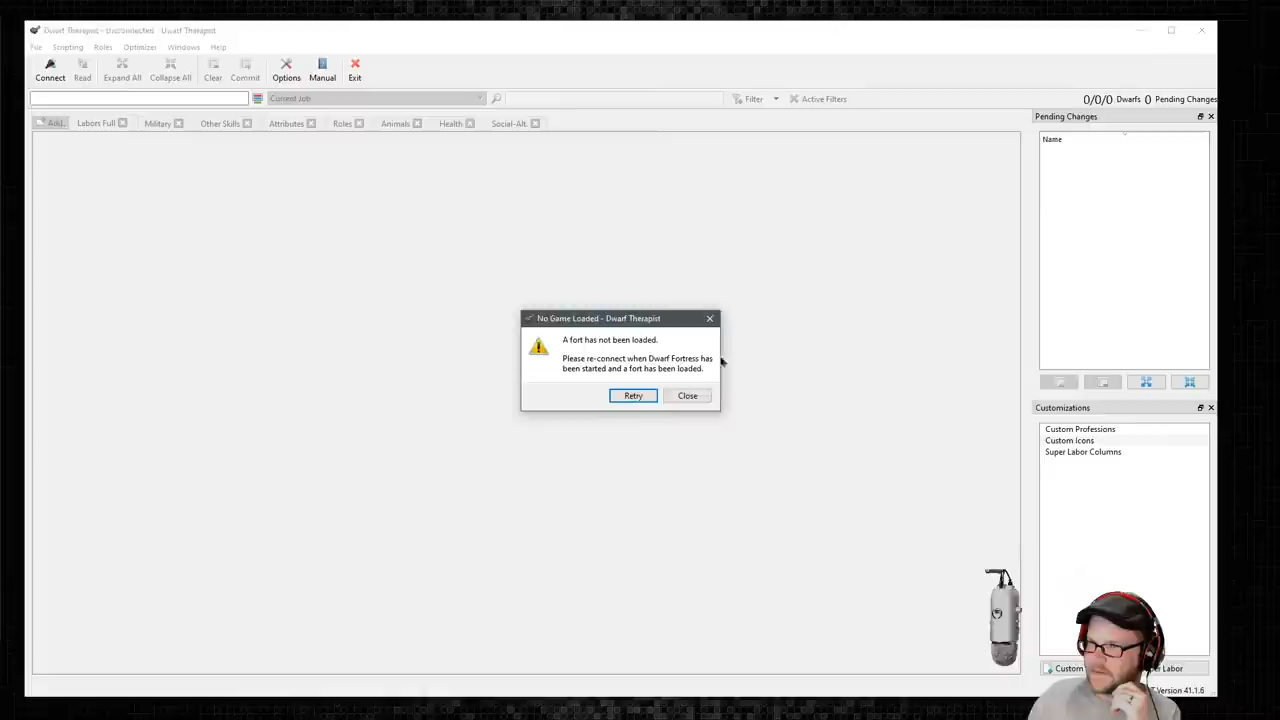 Dwarf Therapist - Disconnected Dwarf Therapist
File Scripting Roles Optimizer Windows Help
Connect Read Expand All Collapse All Clear Commit Options Manual Exit
Current Job Filter Active Filters 0/0/0 Dwarfs 0 Pending Changes
Add.. Labors Full Military Other Skills Attributes Roles Animals Health Social-Alt.
Pending Changes
Name
No Game Loaded - Dwarf Therapist
A fort has not been loaded.
Please re-connect when Dwarf Fortress has
been started and a fort has been loaded.
Retry Close
Customizations
Custom Professions
Custom Icons
Super Labor Columns
Custom Labor
Version 41.1.6